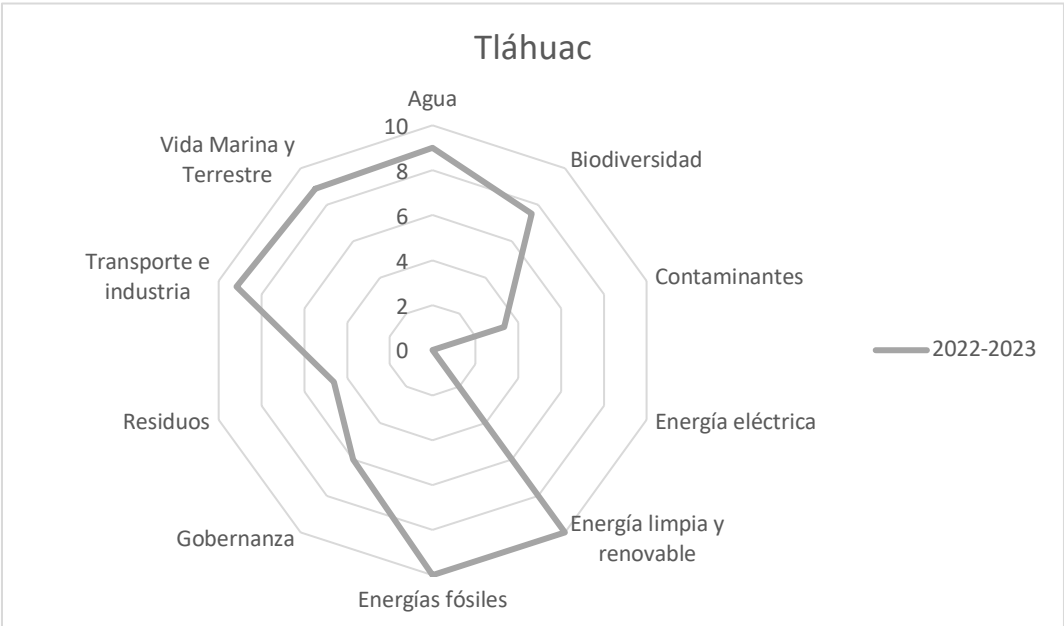 Tláhuac
Agua
Biodiversidad
Contaminantes
Energía eléctrica
Energía limpia y
renovable
Energías fósiles
Gobernanza
Residuos
Transporte e
industria
Vida Marina y
Terrestre
10
8
6
4
2
0
2022-2023